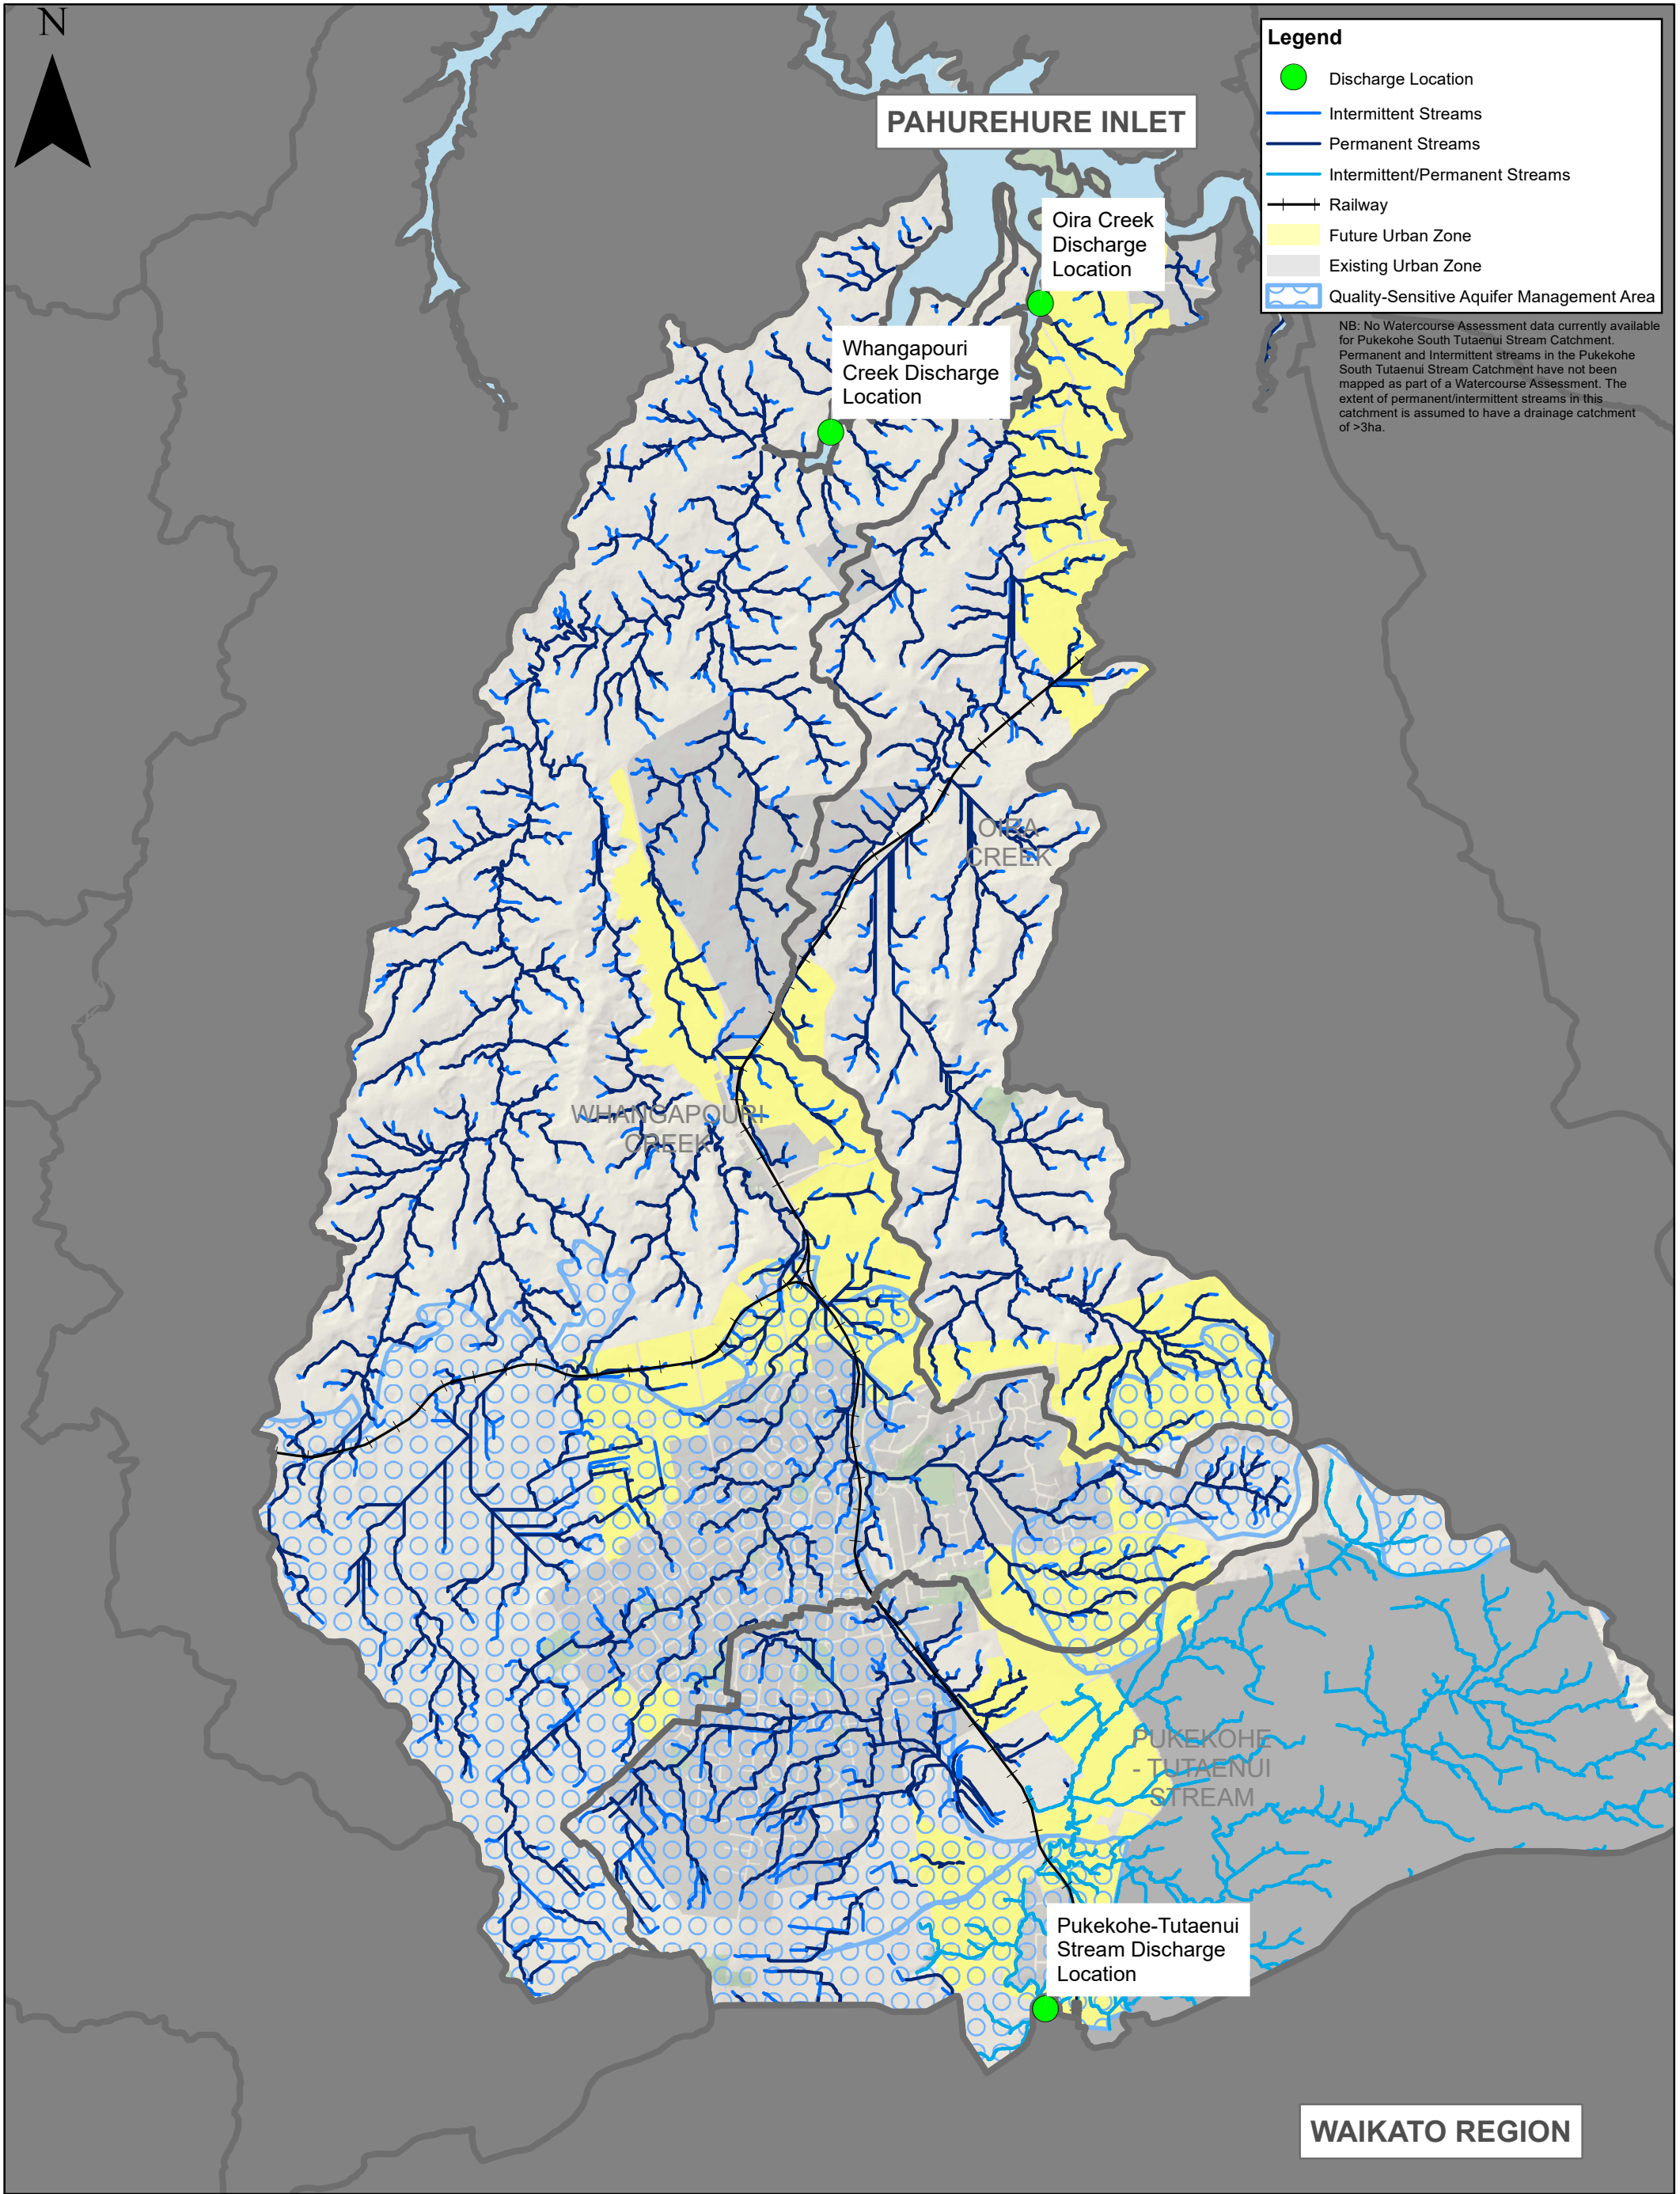 N
PAHUREHURE INLET
Legend
Discharge Location
Intermittent Streams
Permanent Streams
Intermittent/Permanent Streams
Railway
Future Urban Zone
Existing Urban Zone
Quality-Sensitive Aquifer Management Area
NB: No Watercourse Assessment data currently available
for Pukekohe South Tutaenui Stream Catchment.
Permanent and Intermittent streams in the Pukekohe
South Tutaenui Stream Catchment have not been
mapped as part of a Watercourse Assessment. The
extent of permanent/intermittent streams in this
catchment is assumed to have a drainage catchment
of >3ha.
Oira Creek
Discharge
Location
Whangapouri
Creek Discharge
Location
OIRA
CREEK
WHANGAPOURI
CREEK
PUKEKOHE
- TUTAENUI
STREAM
Pukekohe-Tutaenui
Stream Discharge
Location
WAIKATO REGION